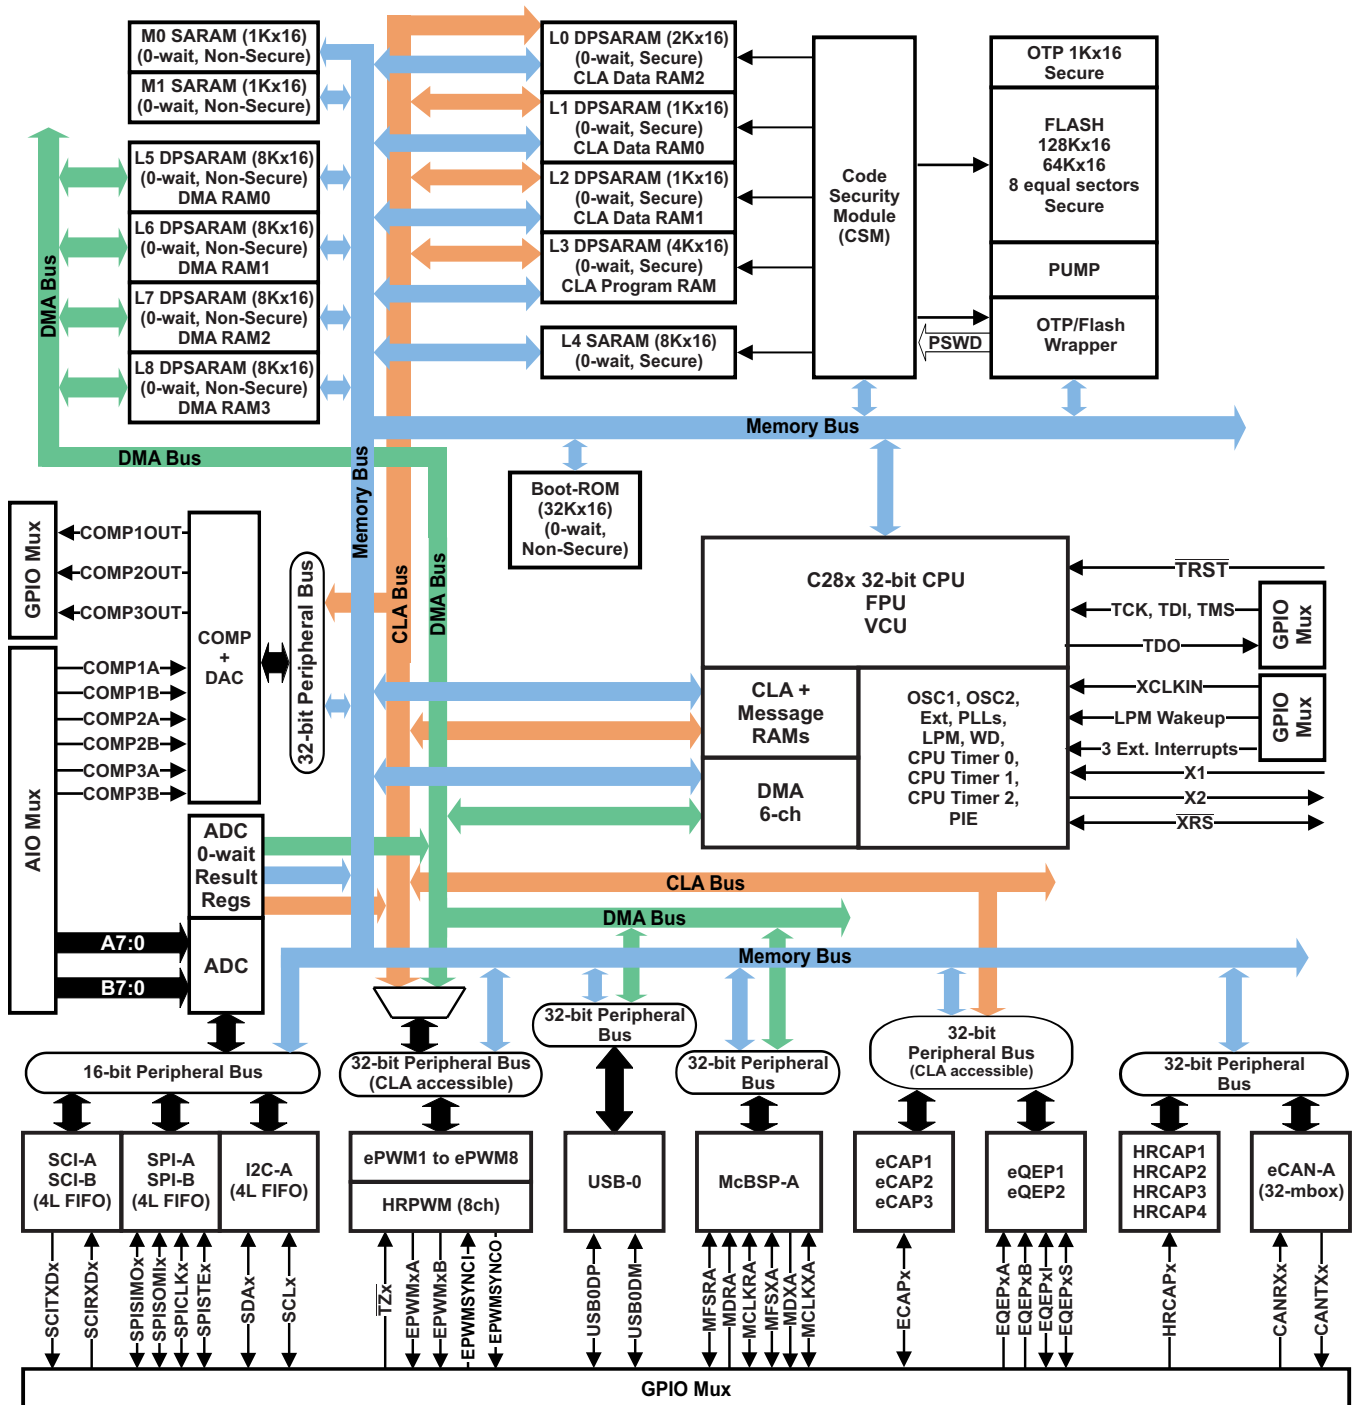 M0 SARAM (1Kx16)
(0-wait, Non-Secure)
M1 SARAM (1Kx16)
(0-wait, Non-Secure)
L5 DPSARAM (8Kx16)
(0-wait, Non-Secure)
DMA RAM0
L6 DPSARAM (8Kx16)
(0-wait, Non-Secure)
DMA RAM1
L7 DPSARAM (8Kx16)
(0-wait, Non-Secure)
DMA RAM2
L8 DPSARAM (8Kx16)
(0-wait, Non-Secure)
DMA RAM3
DMA Bus
L0 DPSARAM (2Kx16)
(0-wait, Secure)
CLA Data RAM2
L1 DPSARAM (1Kx16)
(0-wait, Secure)
CLA Data RAM0
L2 DPSARAM (1Kx16)
(0-wait, Secure)
CLA Data RAM1
L3 DPSARAM (4Kx16)
(0-wait, Secure)
CLA Program RAM
L4 SARAM (8Kx16)
(0-wait, Secure)
Code
Security
Module
(CSM)
OTP 1Kx16
Secure
FLASH
128Kx16
64Kx16
8 equal sectors
Secure
PUMP
OTP/Flash
Wrapper
PSWD
Memory Bus
DMA Bus
Memory Bus
CLA Bus
DMA Bus
Boot-ROM
(32Kx16)
(0-wait,
Non-Secure)
GPIO Mux
COMP1OUT
COMP2OUT
COMP3OUT
COMP
+
DAC
32-bit Peripheral Bus
AIO Mux
COMP1A
COMP1B
COMP2A
COMP2B
COMP3A
COMP3B
ADC
0-wait
Result
Regs
ADC
A7:0
B7:0
C28x 32-bit CPU
FPU
VCU
CLA +
Message
RAMs
DMA
6-ch
OSC1, OSC2,
Ext, PLLs,
LPM, WD,
CPU Timer 0,
CPU Timer 1,
CPU Timer 2,
PIE
TRST
TCK, TDI, TMS
TDO
GPIO
Mux
XCLKIN
LPM Wakeup
3 Ext. Interrupts
GPIO
Mux
X1
X2
XRS
CLA Bus
DMA Bus
Memory Bus
16-bit Peripheral Bus
32-bit Peripheral Bus
(CLA accessible)
32-bit Peripheral
Bus
32-bit Peripheral
Bus
32-bit
Peripheral Bus
(CLA accessible)
32-bit Peripheral
Bus
SCI-A
SCI-B
(4L FIFO)
SPI-A
SPI-B
(4L FIFO)
I2C-A
(4L FIFO)
ePWM1 to ePWM8
HRPWM (8ch)
USB-0
McBSP-A
eCAP1
eCAP2
eCAP3
eQEP1
eQEP2
HRCAP1
HRCAP2
HRCAP3
HRCAP4
eCAN-A
(32-mbox)
SCITXDx
SCIRXDx
SPISIMOx
SPISOMIx
SPICLKx
SPISTEx
SDAx
SCLx
TZx
EPWMxA
EPWMxB
EPWMSYNCI
EPWMSYNCO
USB0DP
USB0DM
MFSRA
MDRA
MCLKRA
MFSXA
MDXA
MCLKXA
ECAPx
EQEPxA
EQEPxB
EQEPxI
EQEPxS
HRCAPx
CANRXx
CANTXx
GPIO Mux